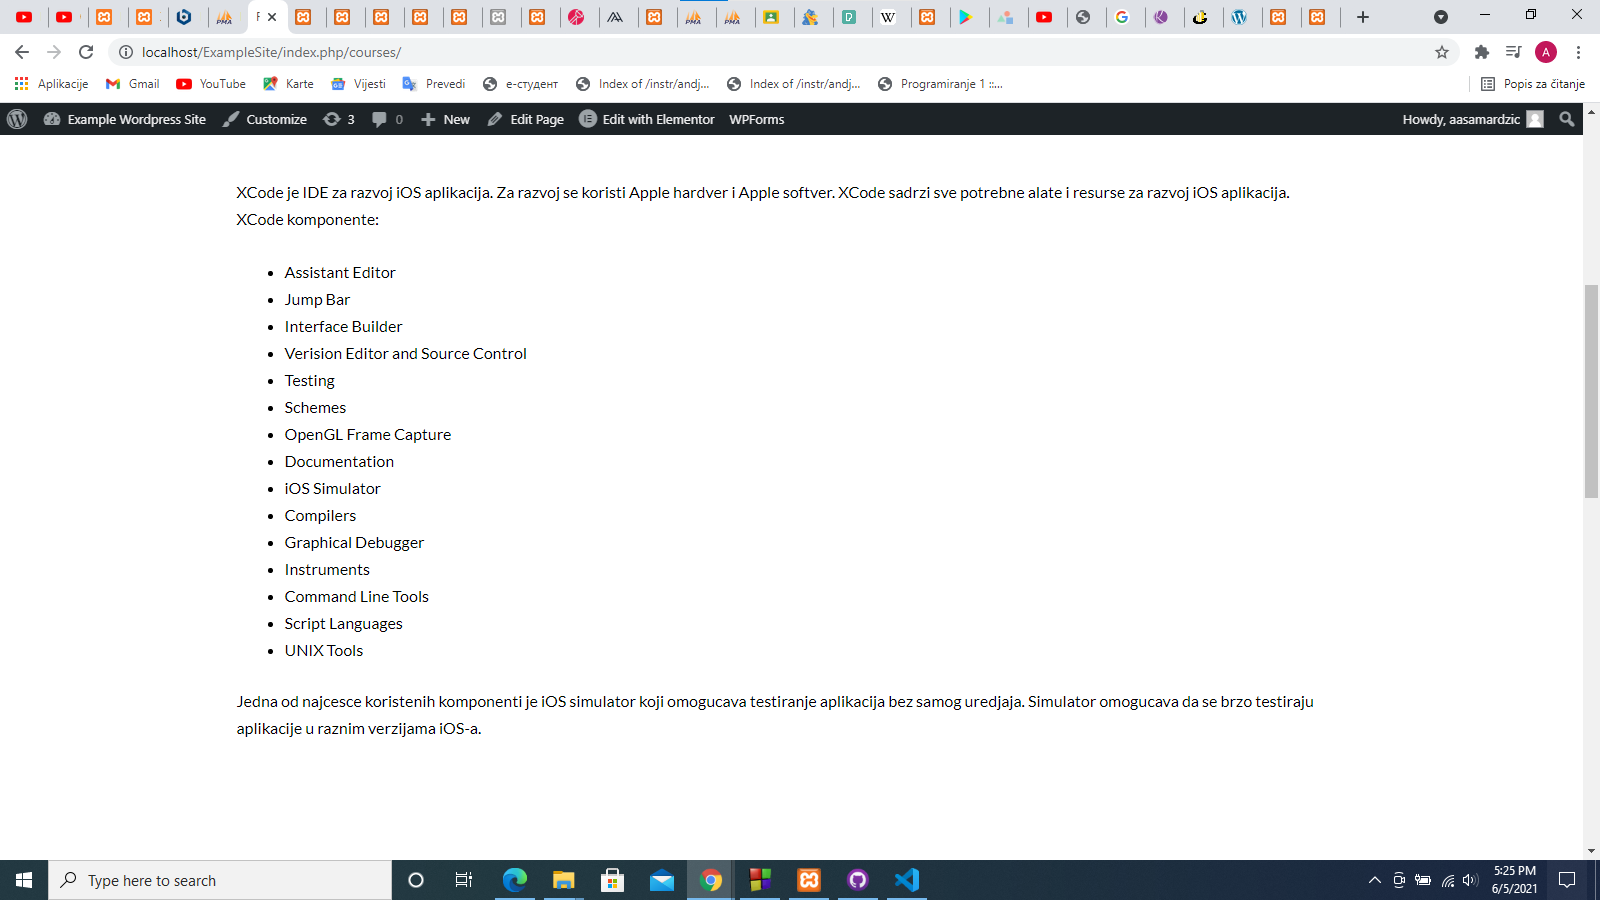 F
localhost/ExampleSite/index.php/courses/
A
Aplikacije
Gmail
YouTube
Karte
Vijesti
Prevedi
е-студент
Index of /instr/andj...
Index of /instr/andj...
Programiranje 1 ::...
Popis za čitanje
Example Wordpress Site
Customize
3
0
New
Edit Page
Edit with Elementor
WPForms
Howdy, aasamardzic
XCode je IDE za razvoj iOS aplikacija. Za razvoj se koristi Apple hardver i Apple softver. XCode sadrzi sve potrebne alate i resurse za razvoj iOS aplikacija.
XCode komponente:
Assistant Editor
Jump Bar
Interface Builder
Verision Editor and Source Control
Testing
Schemes
OpenGL Frame Capture
Documentation
iOS Simulator
Compilers
Graphical Debugger
Instruments
Command Line Tools
Script Languages
UNIX Tools
Jedna od najcesce koristenih komponenti je iOS simulator koji omogucava testiranje aplikacija bez samog uredjaja. Simulator omogucava da se brzo testiraju
aplikacije u raznim verzijama iOS-a.
Type here to search
5:25 PM
6/5/2021